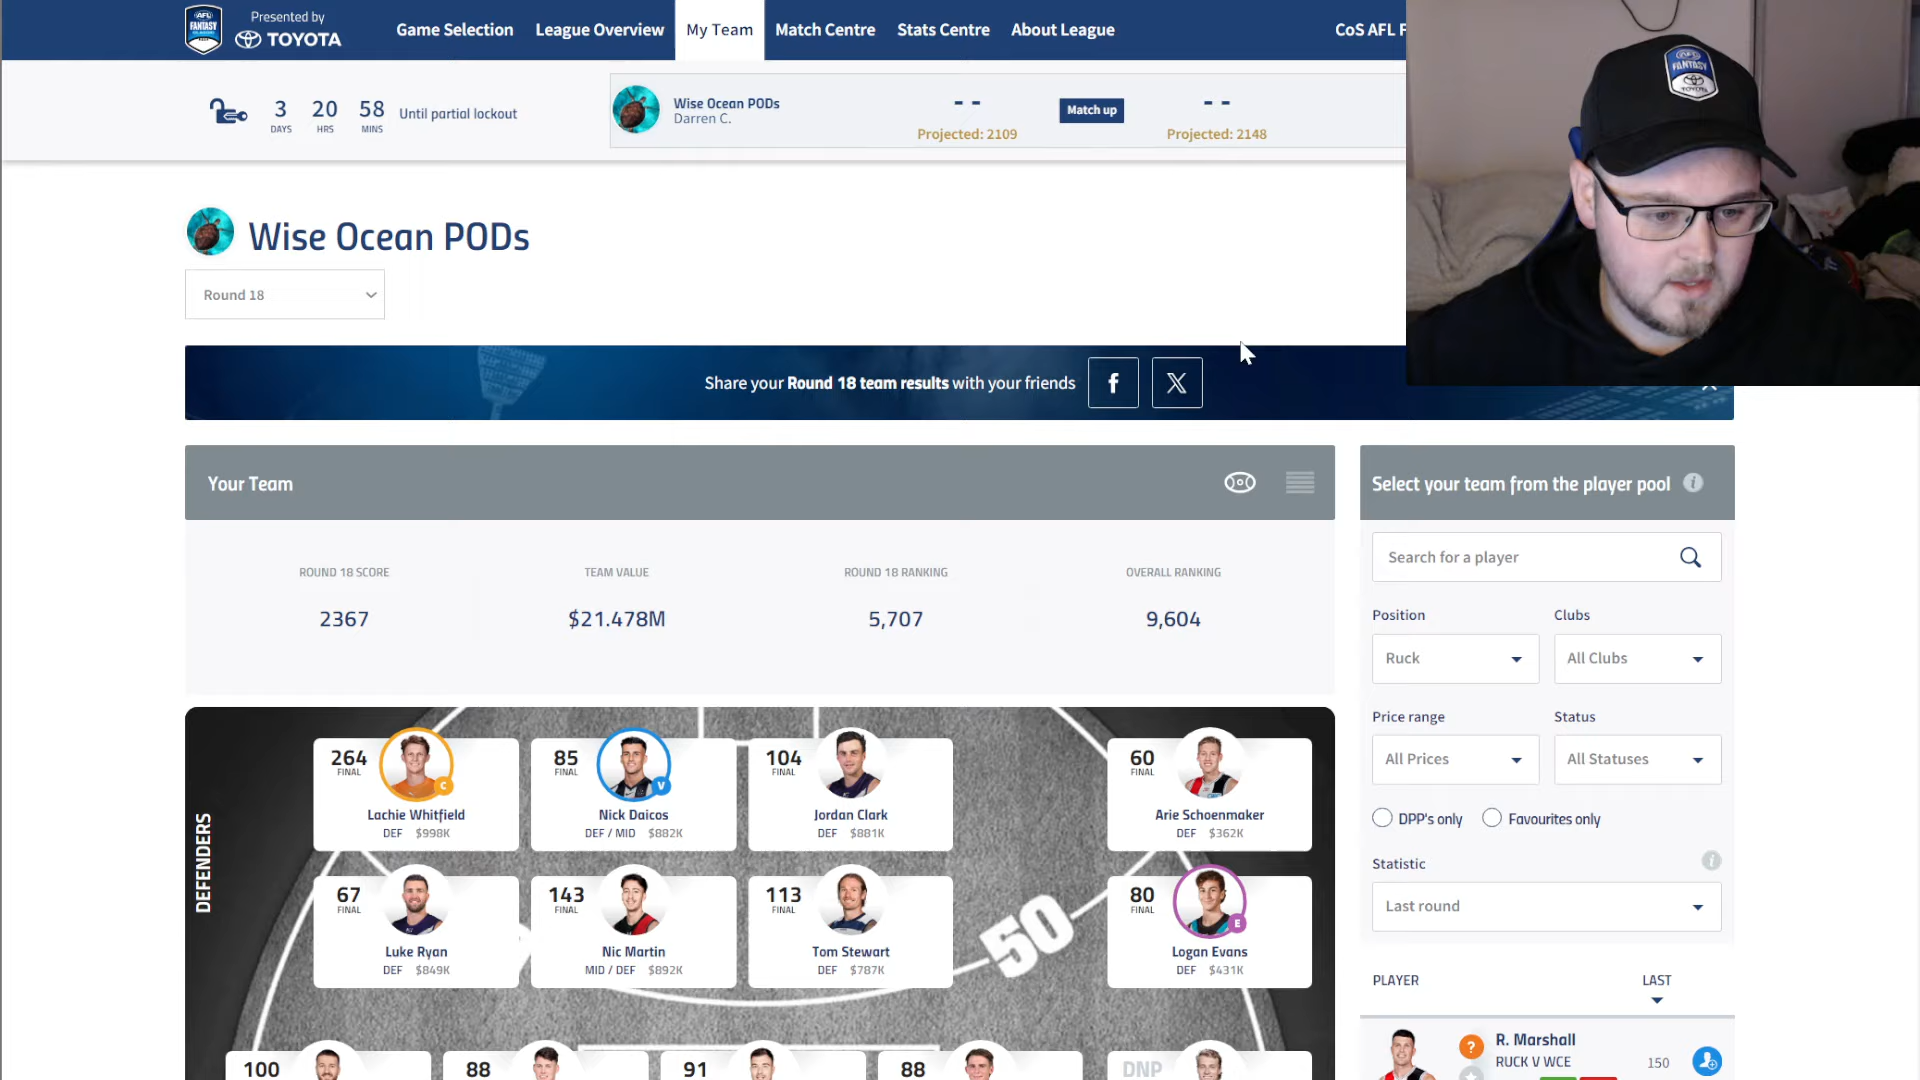 AFL
FANTASY
Presented by
TOYOTA
Game Selection
League Overview
My Team
Match Centre
Stats Centre
About League
CoS AFL F
3
DAYS
20
HRS
58
MINS
Until partial lockout
Wise Ocean PODs
Darren C.
- -
Projected: 2109
Match up
- -
Projected: 2148
AFL
FANTASY
TOYOTA
Wise Ocean PODs
Round 18
Share your Round 18 team results with your friends
f
X
Your Team
ROUND 18 SCORE
2367
TEAM VALUE
$21.478M
ROUND 18 RANKING
5,707
OVERALL RANKING
9,604
DEFENDERS
264
FINAL
C
Lachie Whitfield
DEF $998K
85
FINAL
V
Nick Daicos
DEF / MID $882K
104
FINAL
Jordan Clark
DEF $881K
60
FINAL
Arie Schoenmaker
DEF $362K
67
FINAL
Luke Ryan
DEF $849K
143
FINAL
Nic Martin
MID / DEF $892K
113
FINAL
Tom Stewart
DEF $787K
50
80
FINAL
E
Logan Evans
DEF $431K
100
88
91
88
DNP
Select your team from the player pool
i
Search for a player
Position
Ruck
Clubs
All Clubs
Price range
All Prices
Status
All Statuses
DPP's only
Favourites only
Statistic
i
Last round
PLAYER
LAST
?
R. Marshall
RUCK V WCE
150